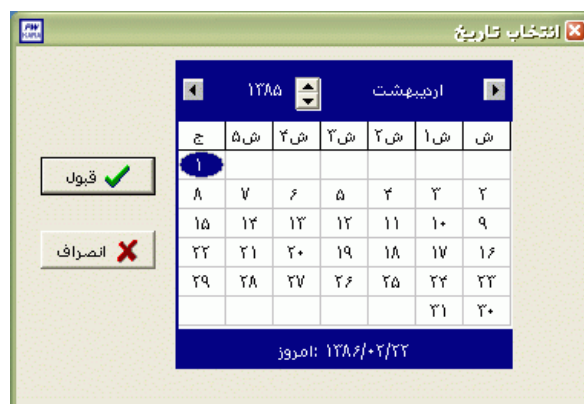 انتخاب تاریخ
اردیبهشت ۱۳۸۵
ش ش۱ ش۲ ش۳ ش۴ ش۵ ج
۱
۲ ۳ ۴ ۵ ۶ ۷ ۸
۹ ۱۰ ۱۱ ۱۲ ۱۳ ۱۴ ۱۵
۱۶ ۱۷ ۱۸ ۱۹ ۲۰ ۲۱ ۲۲
۲۳ ۲۴ ۲۵ ۲۶ ۲۷ ۲۸ ۲۹
۳۰ ۳۱
امروز: ۱۳۸۶/۰۲/۲۲
قبول
انصراف